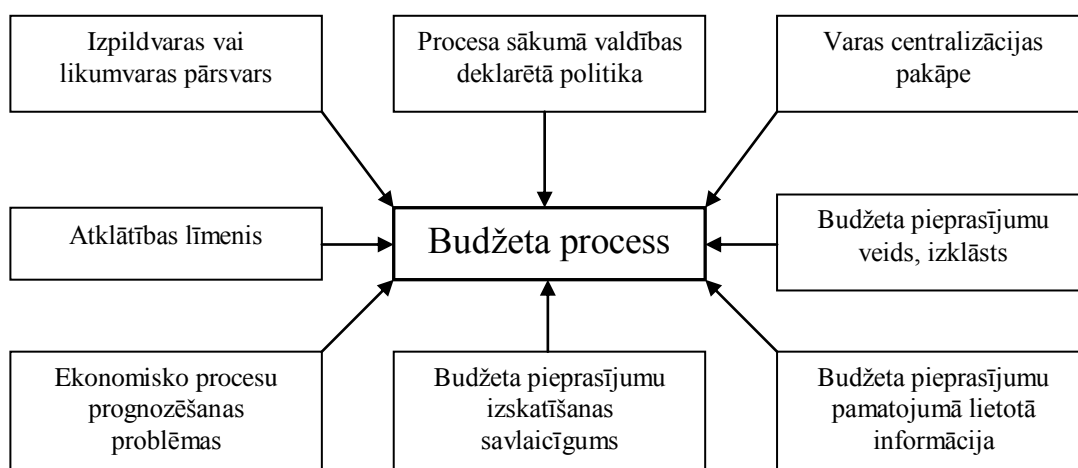 Izpildvaras vai
likumvaras pārsvars
Procesa sākumā valdības
deklarētā politika
Varas centralizācijas
pakāpe
Atklātības līmenis
Budžeta process
Budžeta pieprasījumu
veids, izklāsts
Ekonomisko procesu
prognozēšanas
problēmas
Budžeta pieprasījumu
izskatīšanas
savlaicīgums
Budžeta pieprasījumu
pamatojumā lietotā
informācija